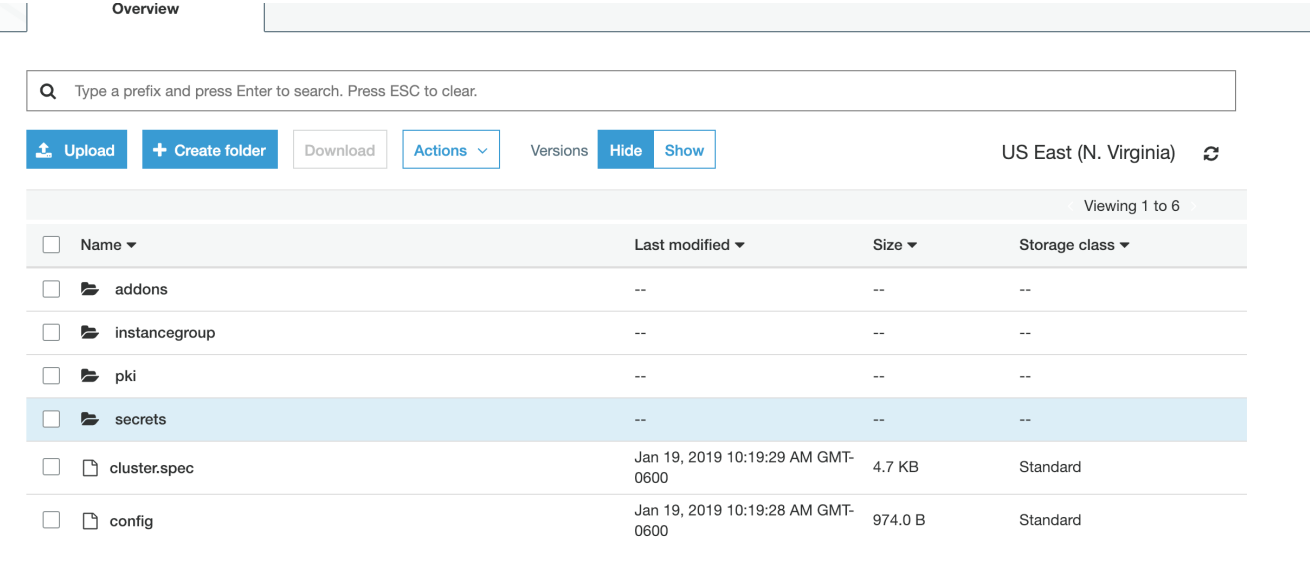 Overview
Type a prefix and press Enter to search. Press ESC to clear.
Upload Create folder Download Actions Versions Hide Show US East (N. Virginia)
Viewing 1 to 6
Name Last modified Size Storage class
addons -- -- --
instancegroup -- -- --
pki -- -- --
secrets -- -- --
cluster.spec Jan 19, 2019 10:19:29 AM GMT- 4.7 KB Standard
0600
config Jan 19, 2019 10:19:28 AM GMT- 974.0 B Standard
0600